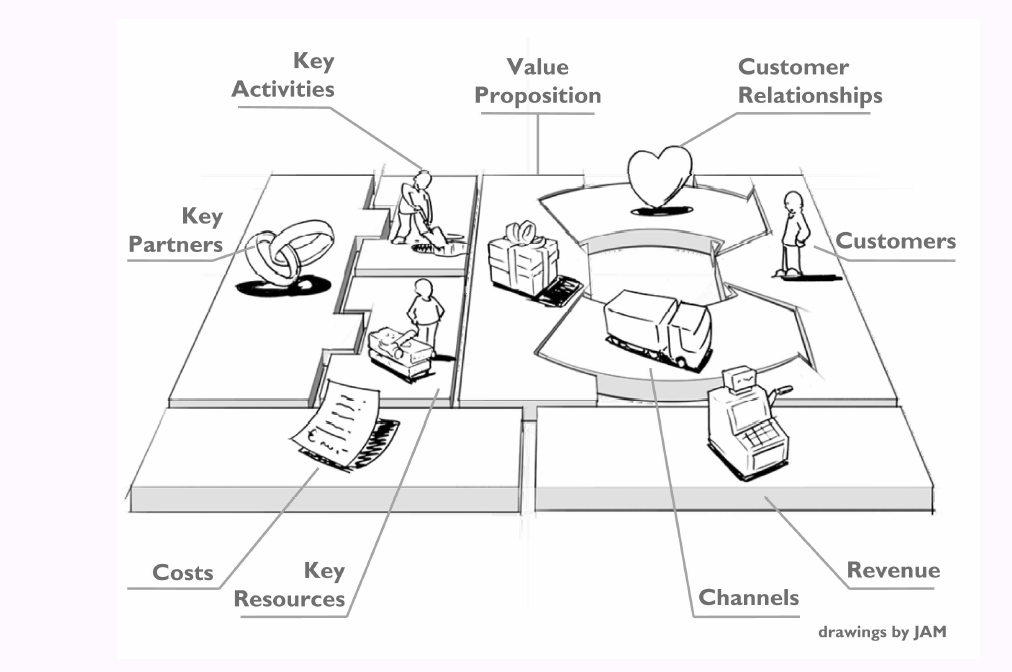 Key
Activities
Value
Proposition
Customer
Relationships
Key
Partners
Customers
Costs
Key
Resources
Channels
Revenue
drawings by JAM